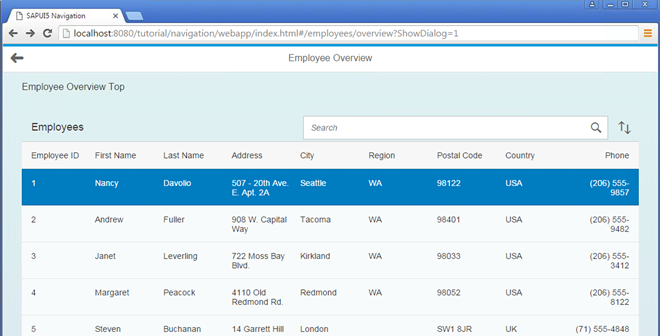 SAPUI5 Navigation
localhost:8080/tutorial/navigation/webapp/index.html#/employees/overview?ShowDialog=1
Employee Overview
Employee Overview Top
Employees Search
Employee ID First Name Last Name Address City Region Postal Code Country Phone
1 Nancy Davolio 507 - 20th Ave. Seattle WA 98122 USA (206) 555-
E. Apt. 2A 9857
2 Andrew Fuller 908 W. Capital Tacoma WA 98401 USA (206) 555-
Way 9482
3 Janet Leverling 722 Moss Bay Kirkland WA 98033 USA (206) 555-
Blvd. 3412
4 Margaret Peacock 4110 Old Redmond WA 98052 USA (206) 555-
Redmond Rd. 8122
5 Steven Buchanan 14 Garrett Hill London SW1 8JR UK (71) 555-4848